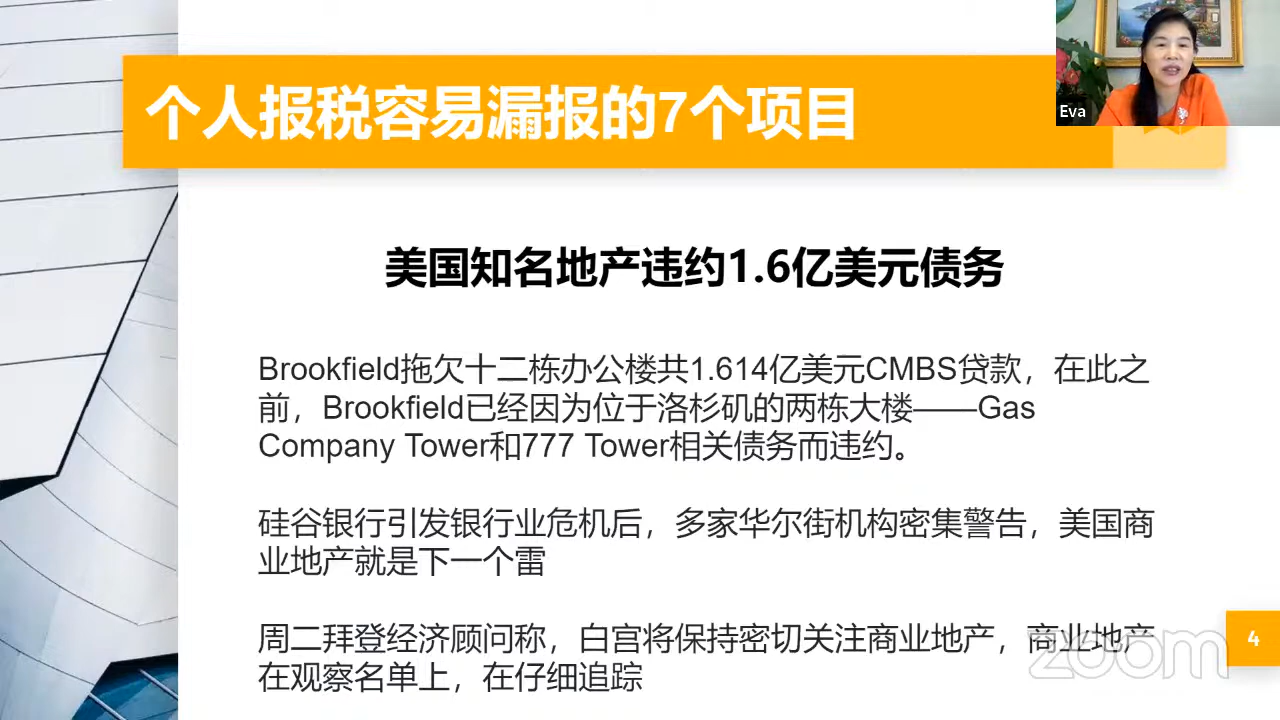 个人报税容易漏报的7个项目
Eva
美国知名地产违约1.6亿美元债务
Brookfield拖欠十二栋办公楼共1.614亿美元CMBS贷款，在此之
前，Brookfield已经因为位于洛杉矶的两栋大楼——Gas
Company Tower和777 Tower相关债务而违约。
硅谷银行引发银行业危机后，多家华尔街机构密集警告，美国商
业地产就是下一个雷
周二拜登经济顾问称，白宫将保持密切关注商业地产，商业地产
在观察名单上，在仔细追踪
zoom
4